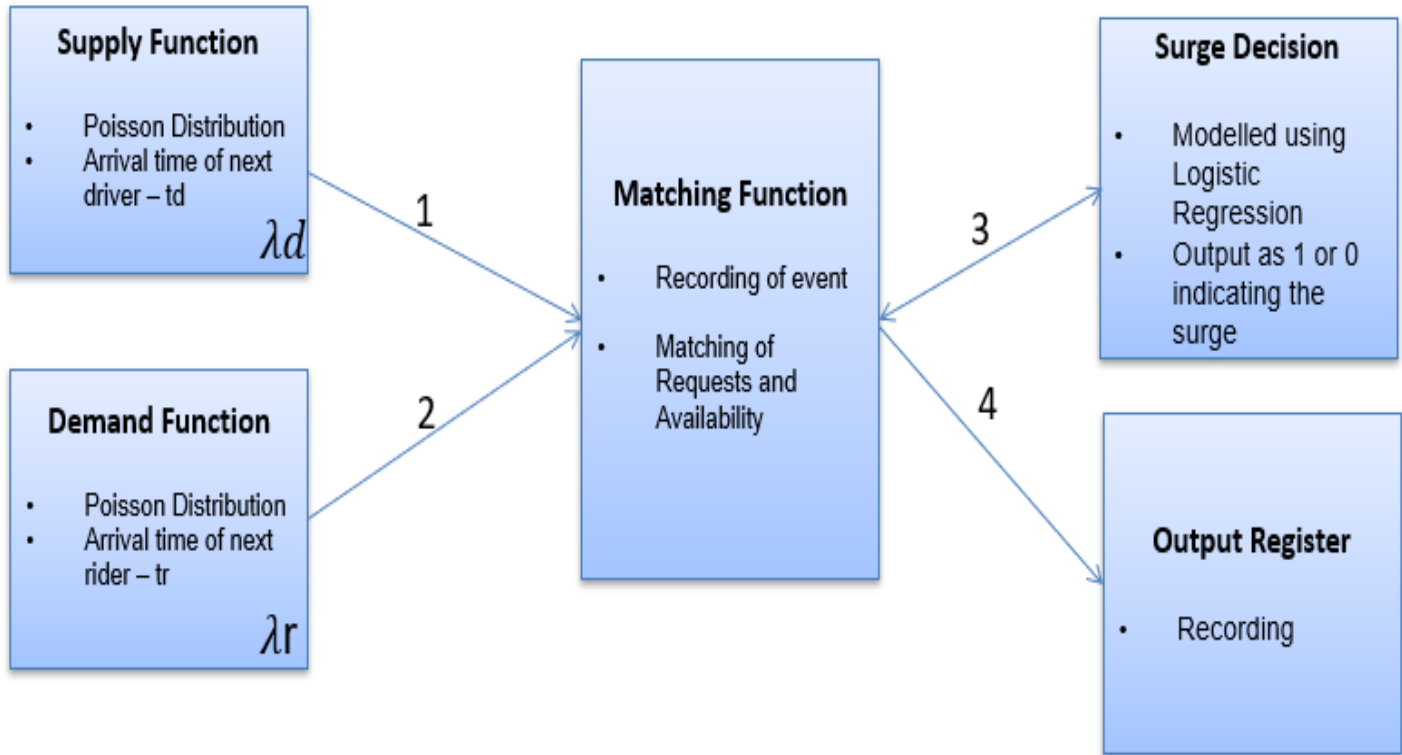 Supply Function
• Poisson Distribution
• Arrival time of next
driver – td
λd
1
Demand Function
• Poisson Distribution
• Arrival time of next
rider – tr
λr
2
Matching Function
• Recording of event
• Matching of
Requests and
Availability
3
Surge Decision
• Modelled using
Logistic
Regression
• Output as 1 or 0
indicating the
surge
4
Output Register
• Recording